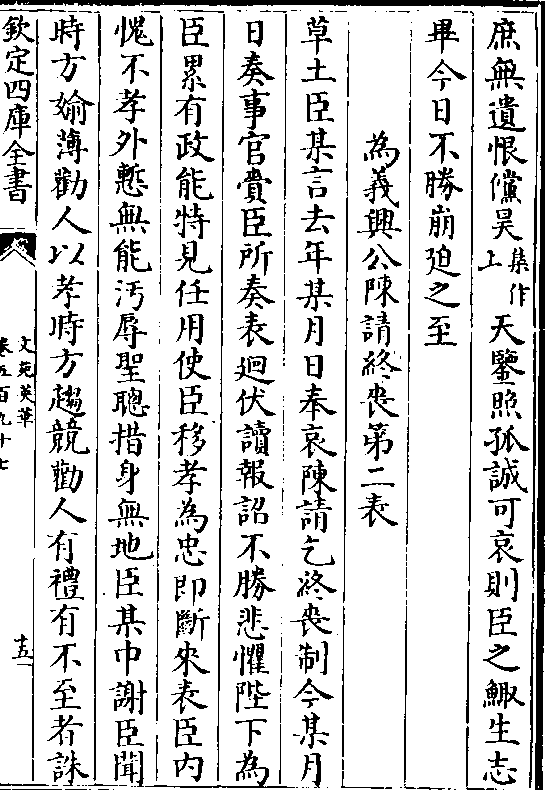 庶無遺恨儻昊集作上天鑒照孤誠可哀則臣之鯫生志
畢今日不勝崩迫之至
為義興公陳請終喪第二表
草土臣某言去年某月日奉哀陳請乞終喪制今某月
日奏事官賫臣所奏表廻伏讀報詔不勝悲懼陛下為
臣累有政能特見任用使臣移孝為忠即斷來表臣内
愧不孝外慙無能汚辱聖聰措身無地臣某中謝臣聞
時方媮薄勸人以孝時方趨競勸人有禮有不至者誅
欽定四庫全書
文苑英華
卷五百九十七
十五